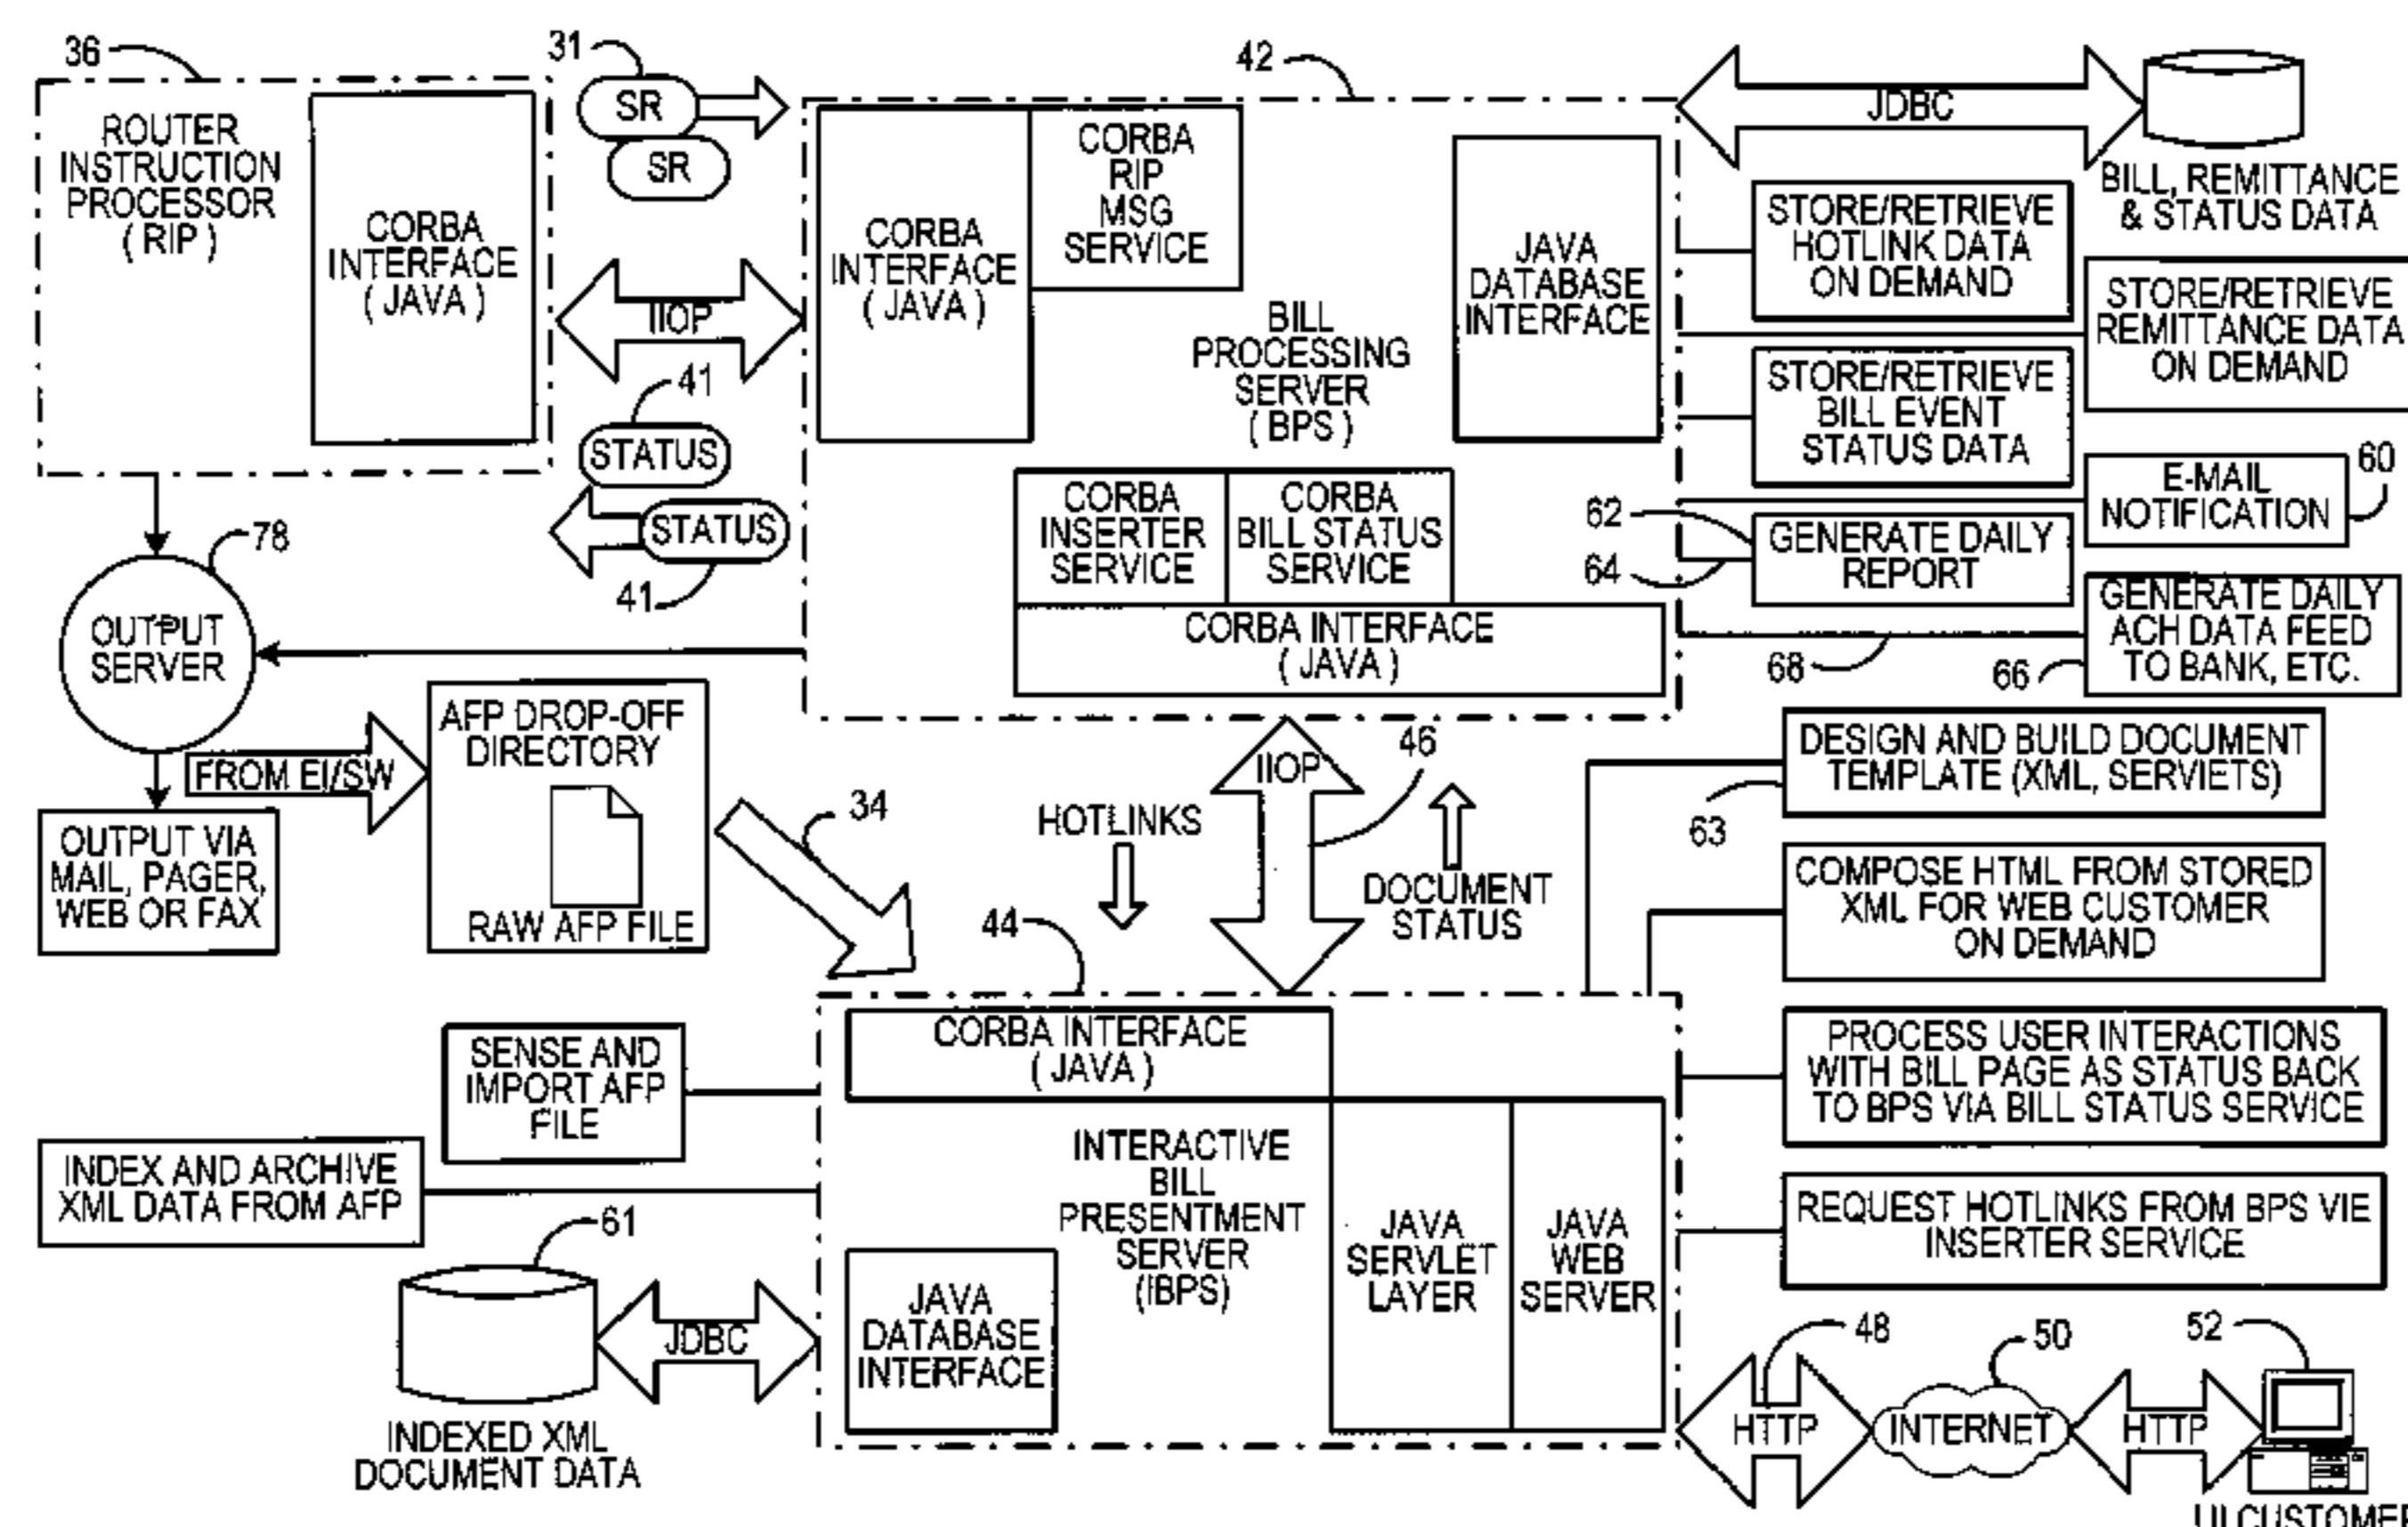 36
ROUTER
INSTRUCTION
PROCESSOR
( RIP )
CORBA
INTERFACE
( JAVA )
31
SR
SR
IIOP
41
STATUS
STATUS
41
42
CORBA
INTERFACE
( JAVA )
CORBA
RIP
MSG
SERVICE
BILL
PROCESSING
SERVER
( BPS )
JAVA
DATABASE
INTERFACE
CORBA
INSERTER
SERVICE
CORBA
BILL STATUS
SERVICE
CORBA INTERFACE
( JAVA )
JDBC
BILL, REMITTANCE
& STATUS DATA
STORE/RETRIEVE
HOTLINK DATA
ON DEMAND
STORE/RETRIEVE
REMITTANCE DATA
ON DEMAND
STORE/RETRIEVE
BILL EVENT
STATUS DATA
60
E-MAIL
NOTIFICATION
62
64
GENERATE DAILY
REPORT
GENERATE DAILY
ACH DATA FEED
TO BANK, ETC.
68
66
78
OUTPUT
SERVER
FROM EI/SW
OUTPUT VIA
MAIL, PAGER,
WEB OR FAX
AFP DROP-OFF
DIRECTORY
RAW AFP FILE
34
HOTLINKS
IIOP
46
DOCUMENT
STATUS
DESIGN AND BUILD DOCUMENT
TEMPLATE (XML, SERVIETS)
63
COMPOSE HTML FROM STORED
XML FOR WEB CUSTOMER
ON DEMAND
44
CORBA INTERFACE
( JAVA )
INTERACTIVE
BILL
PRESENTMENT
SERVER
(IBPS)
JAVA
DATABASE
INTERFACE
JAVA
SERVLET
LAYER
JAVA
WEB
SERVER
SENSE AND
IMPORT AFP
FILE
INDEX AND ARCHIVE
XML DATA FROM AFP
61
JDBC
INDEXED XML
DOCUMENT DATA
PROCESS USER INTERACTIONS
WITH BILL PAGE AS STATUS BACK
TO BPS VIA BILL STATUS SERVICE
REQUEST HOTLINKS FROM BPS VIE
INSERTER SERVICE
48
50
52
HTTP
INTERNET
HTTP